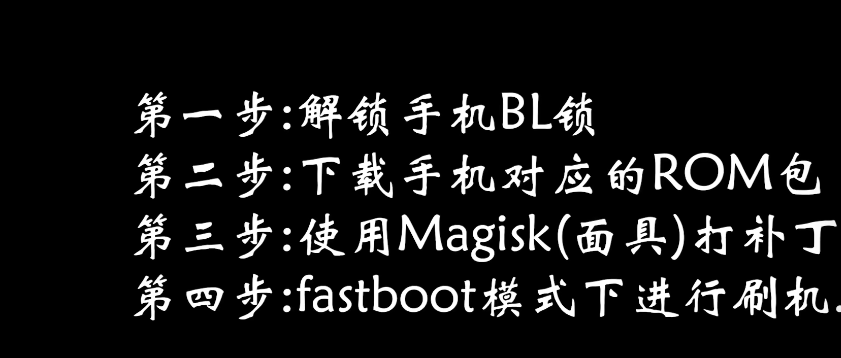 第一步:解锁手机BL锁
第二步:下载手机对应的ROM包
第三步:使用Magisk(面具)打补丁
第四步:fastboot模式下进行刷机.